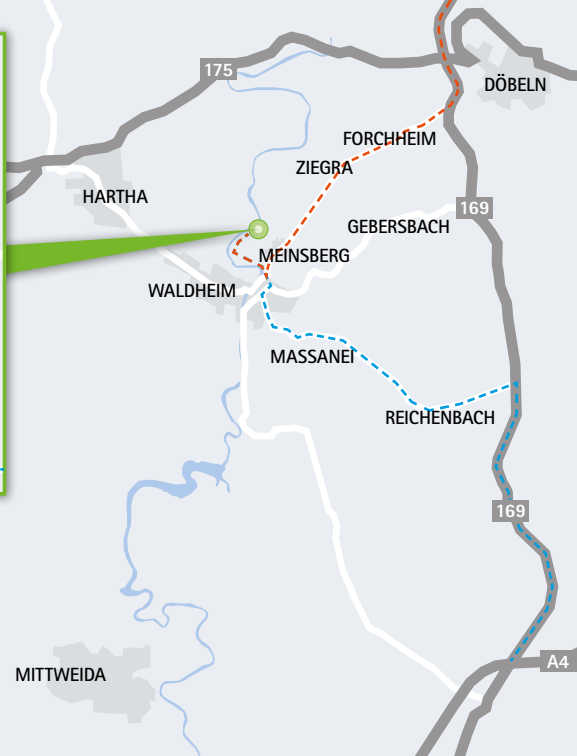 175
DÖBELN
FORCHHEIM
ZIEGRA
HARTHA
169
GEBERSBACH
MEINSBERG
WALDHEIM
MASSANEI
REICHENBACH
169
A4
MITTWEIDA